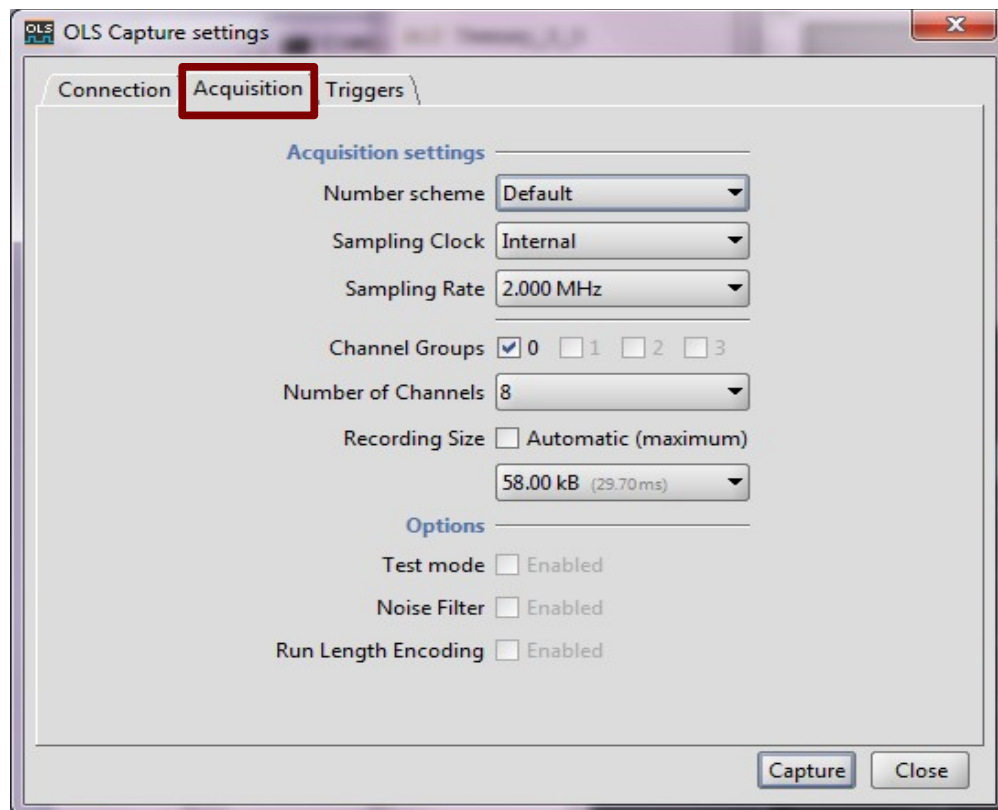 OLS OLS Capture settings
Connection Acquisition Triggers
Acquisition settings
Number scheme Default
Sampling Clock Internal
Sampling Rate 2.000 MHz
Channel Groups 0 1 2 3
Number of Channels 8
Recording Size Automatic (maximum)
58.00 kB (29.70ms)
Options
Test mode Enabled
Noise Filter Enabled
Run Length Encoding Enabled
Capture Close